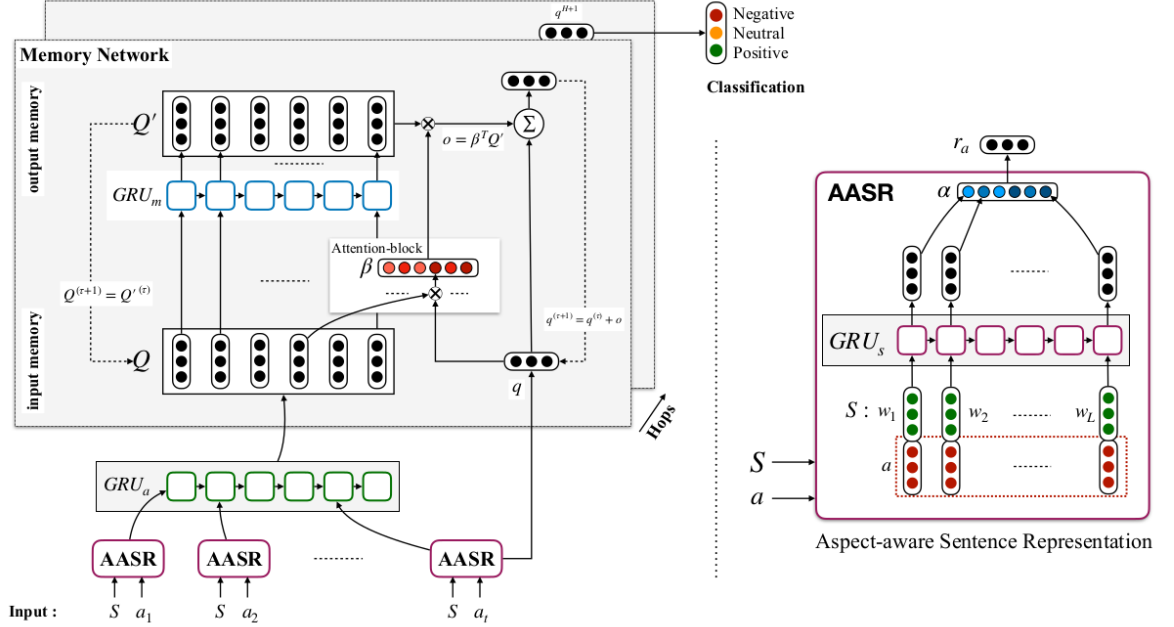 q^{H+1}
Negative
Neutral
Positive
Classification
Memory Network
output memory
Q′
o = β^T Q′
Σ
GRU_m
Attention-block
β
Q^{(τ+1)} = Q′^{(τ)}
q^{(τ+1)} = q^{(τ)} + o
input memory
Q
q
Hops
GRU_a
AASR
AASR
AASR
Input :
S a_1
S a_2
S a_t
r_a
AASR
α
GRU_s
S : w_1 w_2 w_L
a
S
a
Aspect-aware Sentence Representation